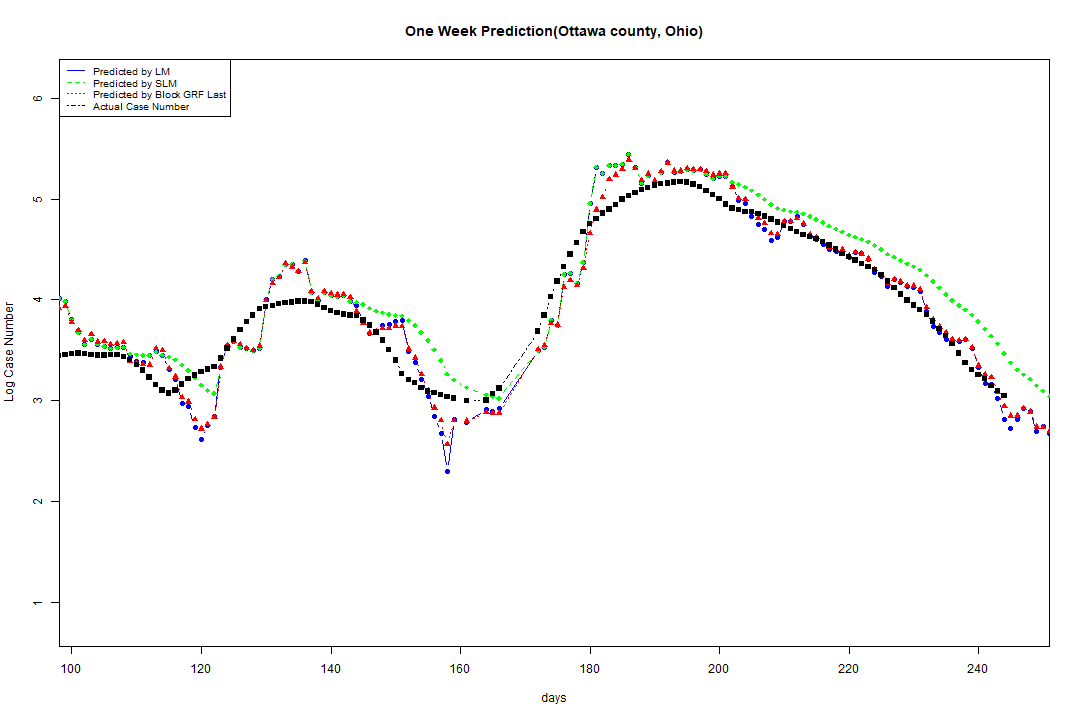 One Week Prediction(Ottawa county, Ohio)
Predicted by LM
Predicted by SLM
Predicted by Block GRF Last
Actual Case Number
6
5
4
3
2
1
Log Case Number
100 120 140 160 180 200 220 240
days